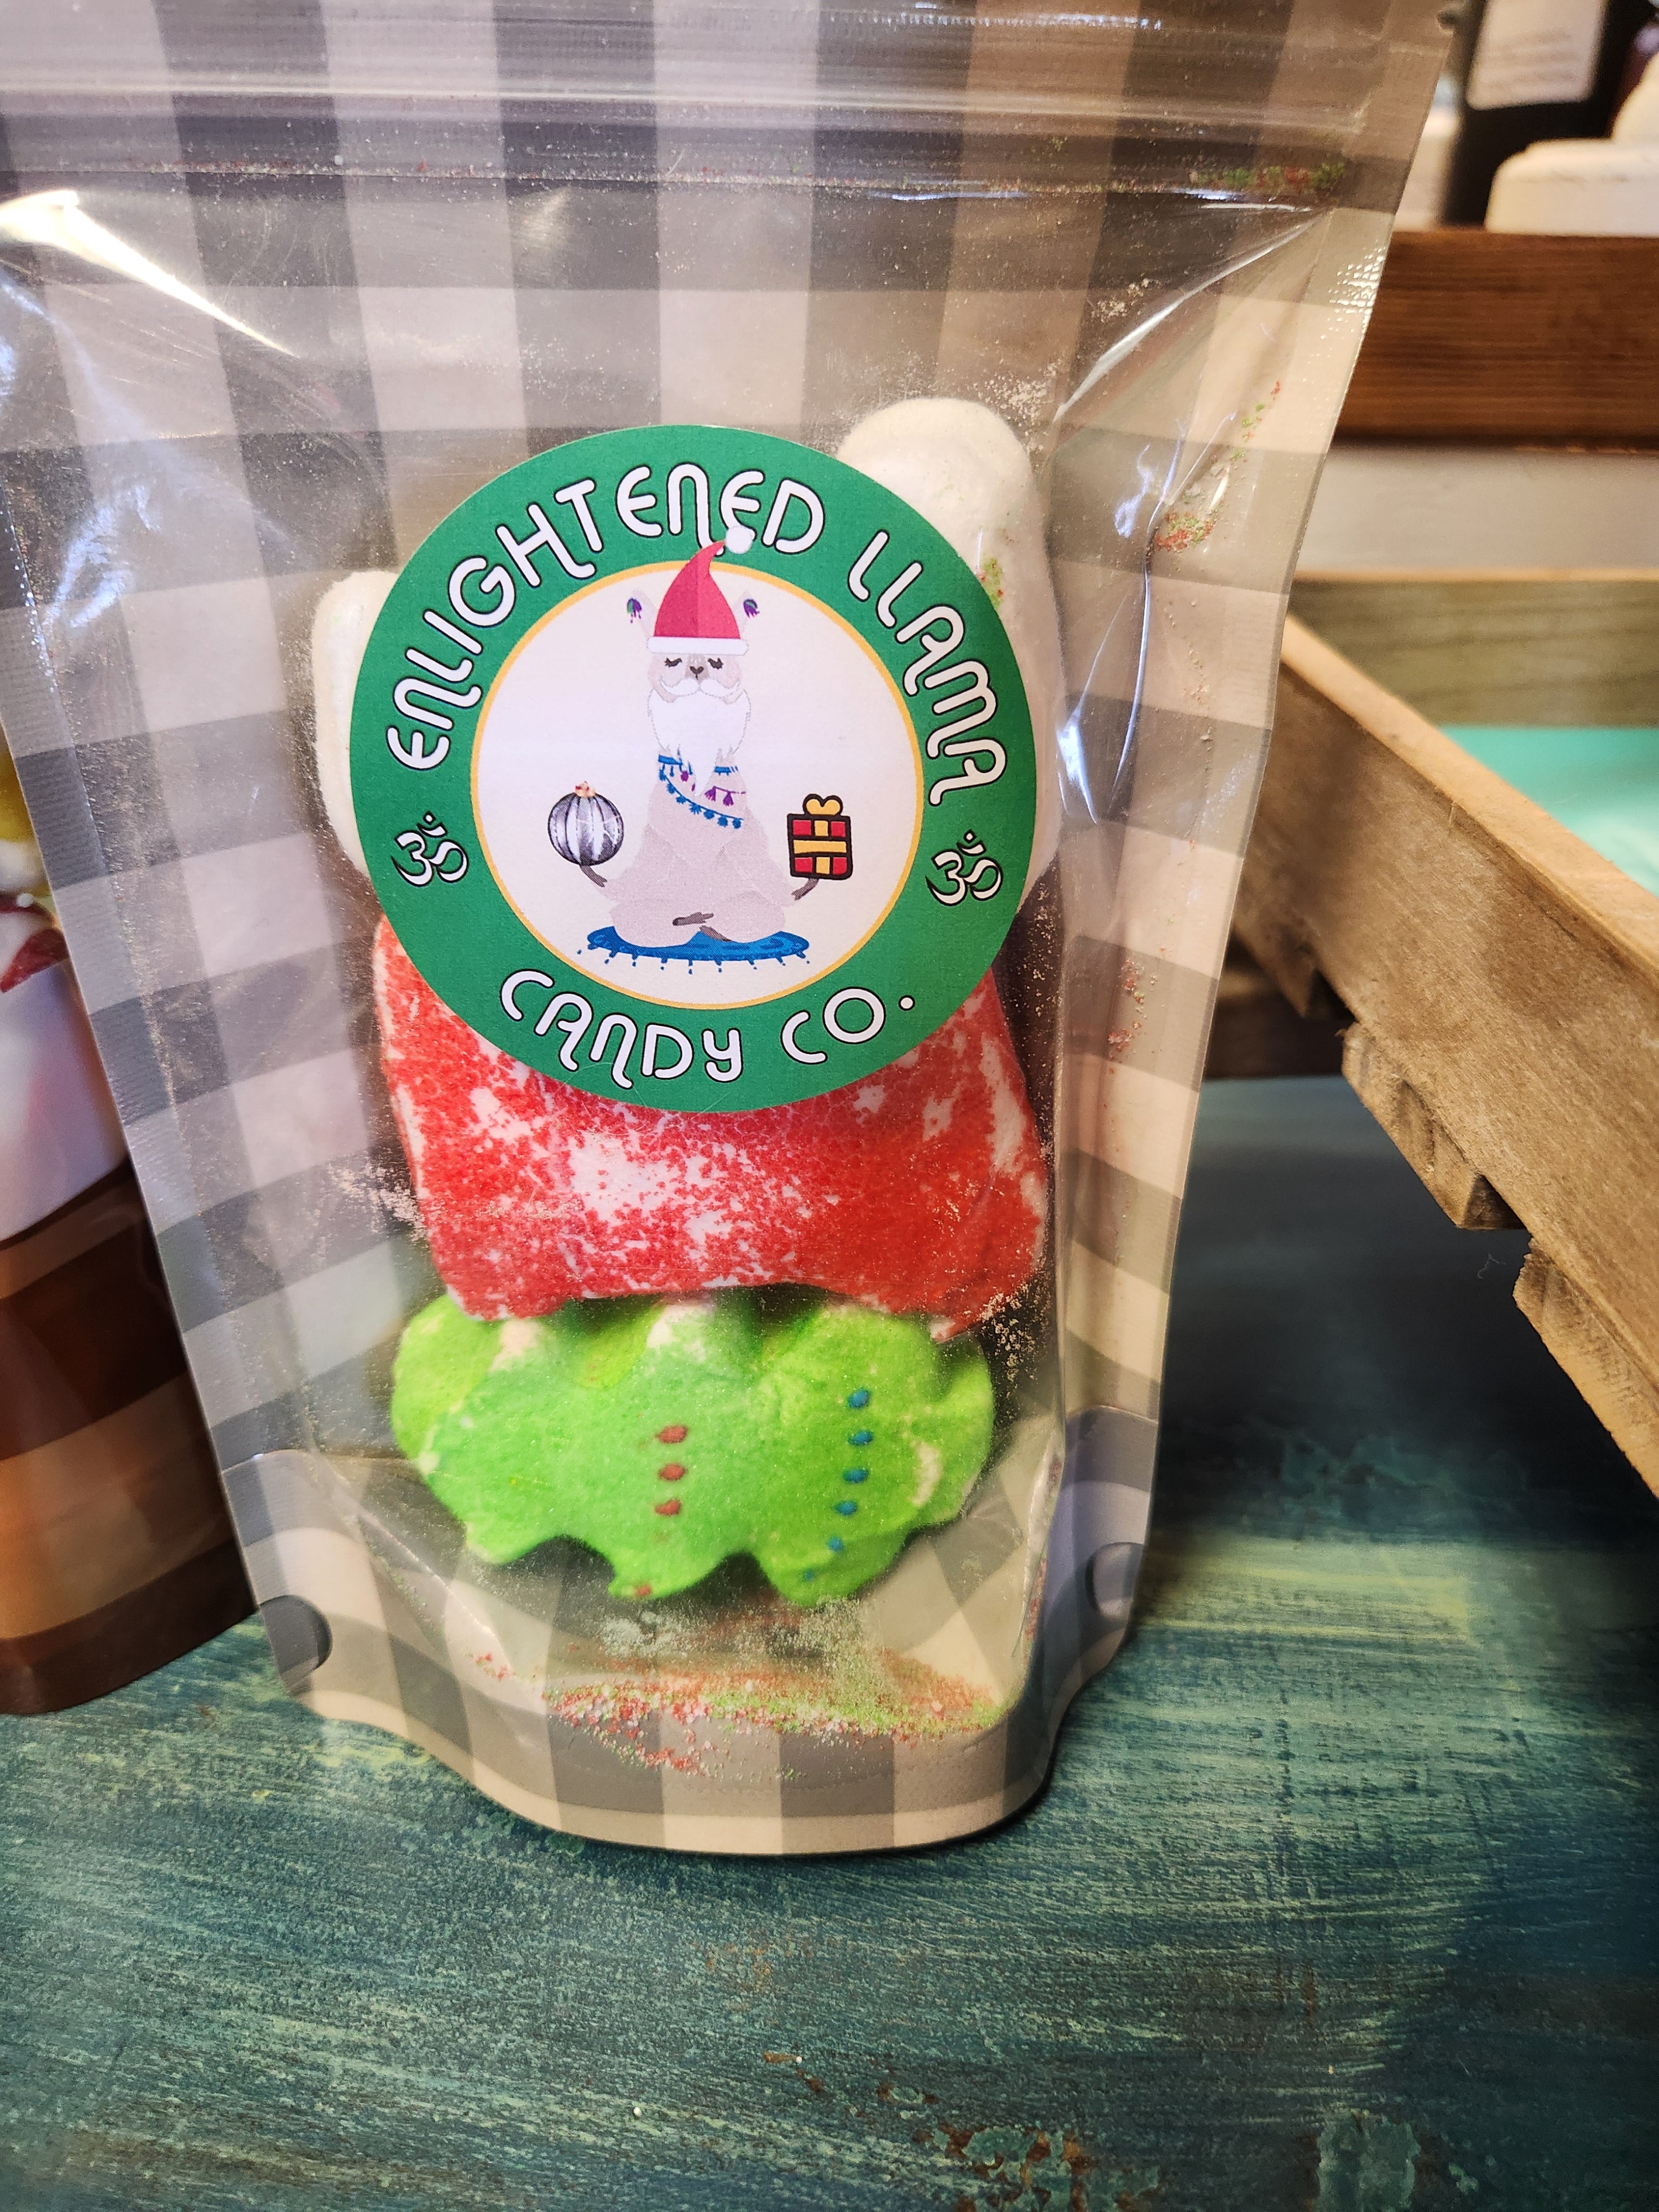 ENLIGHTENED LLAMA
ॐ ॐ
CANDY CO.